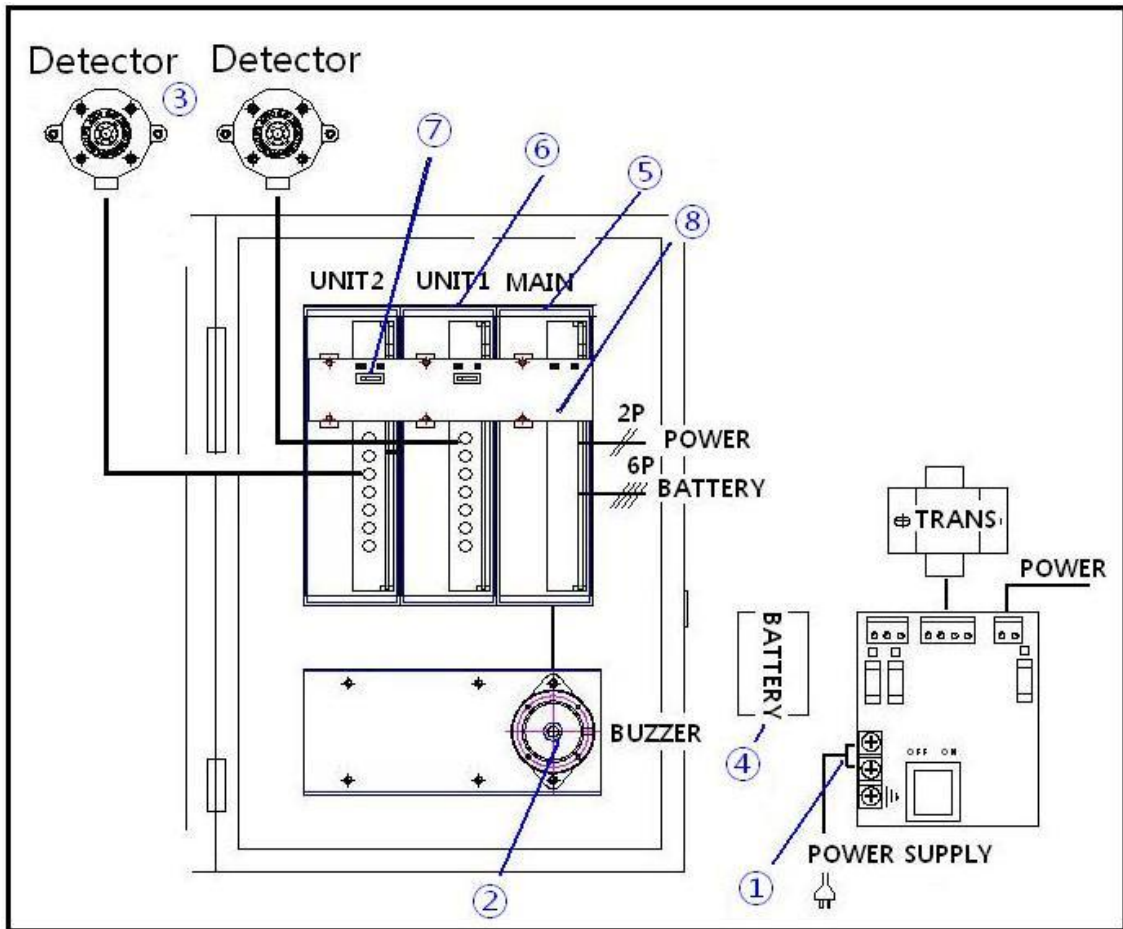 Detector
Detector
③
⑦
⑥
⑤
⑧
UNIT2
UNIT1
MAIN
2P
POWER
6P
BATTERY
TRANS
POWER
BATTERY
BUZZER
④
OFF ON
①
POWER SUPPLY
②